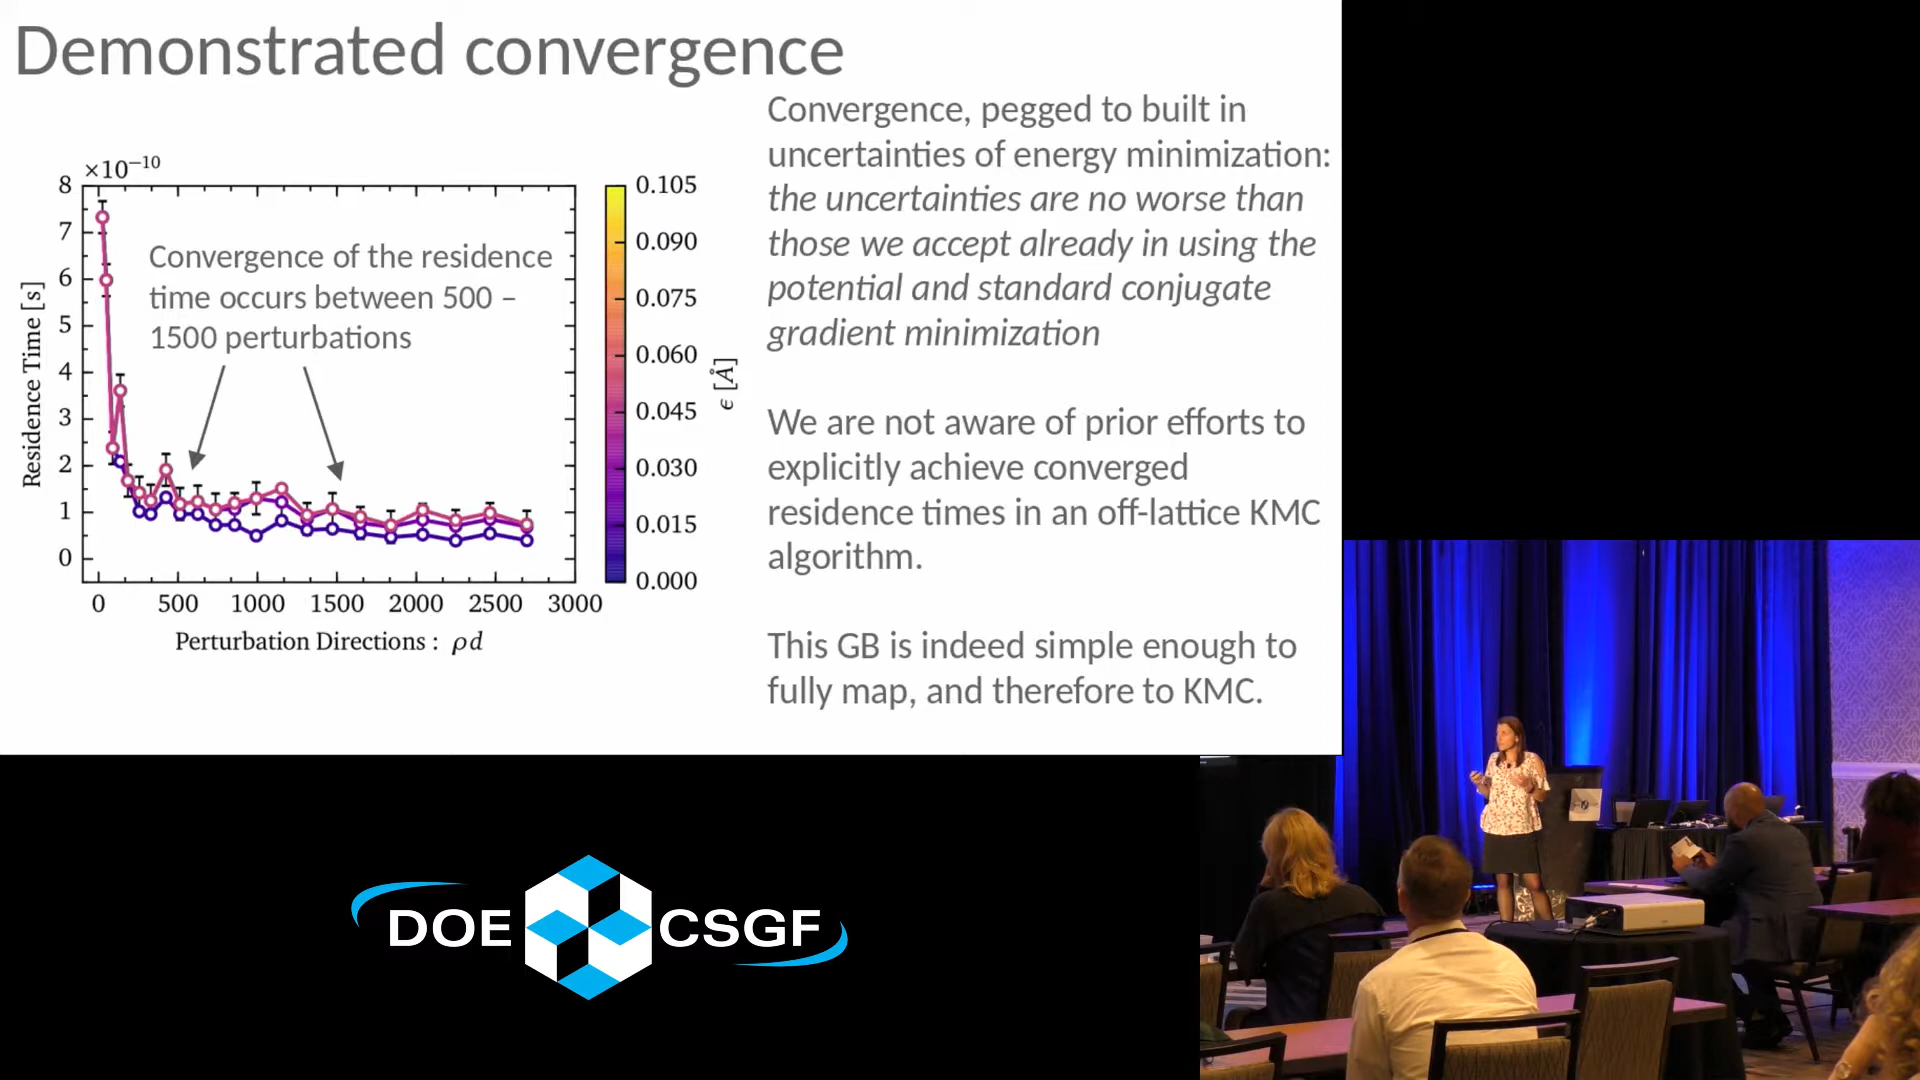 Demonstrated convergence
Convergence, pegged to built in
uncertainties of energy minimization:
the uncertainties are no worse than
those we accept already in using the
potential and standard conjugate
gradient minimization
We are not aware of prior efforts to
explicitly achieve converged
residence times in an off-lattice KMC
algorithm.
This GB is indeed simple enough to
fully map, and therefore to KMC.
×10⁻¹⁰
8
7
6
5
4
3
2
1
0
Residence Time [s]
Convergence of the residence
time occurs between 500 –
1500 perturbations
0 500 1000 1500 2000 2500 3000
Perturbation Directions : ρd
0.105
0.090
0.075
0.060
0.045
0.030
0.015
0.000
ϵ [Å]
DOE CSGF